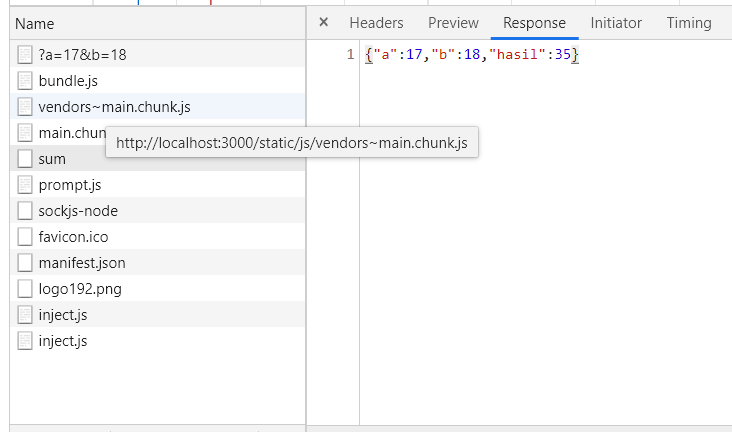 Name
?a=17&b=18
bundle.js
vendors~main.chunk.js
main.chun
http://localhost:3000/static/js/vendors~main.chunk.js
sum
prompt.js
sockjs-node
favicon.ico
manifest.json
logo192.png
inject.js
inject.js
× Headers Preview Response Initiator Timing
1 {"a":17,"b":18,"hasil":35}